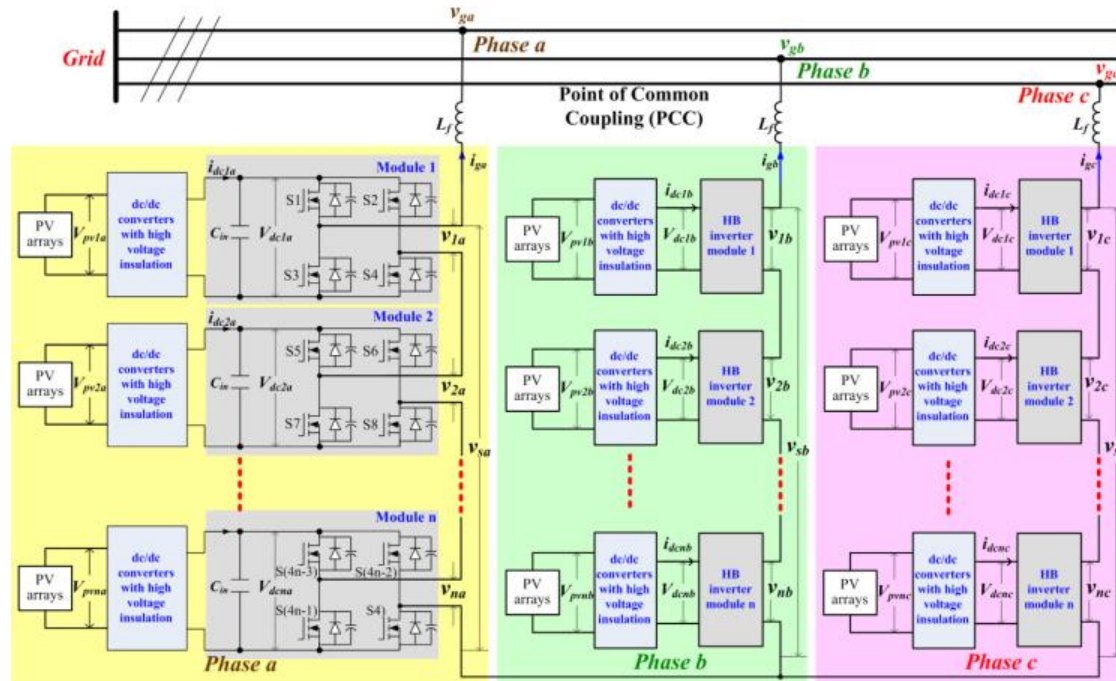 v_ga
Phase a
v_gb
Grid
Phase b
v_gc
Phase c
Point of Common
Coupling (PCC)
L_f
L_f
L_f
i_dc1a
Module 1
i_ga
i_gb
i_gc
PV
arrays
V_pv1a
dc/dc
converters
with high
voltage
insulation
C_in
V_dc1a
S1
S2
S3
S4
v_1a
PV
arrays
V_pv1b
dc/dc
converters
with high
voltage
insulation
i_dc1b
V_dc1b
HB
inverter
module 1
v_1b
PV
arrays
V_pv1c
dc/dc
converters
with high
voltage
insulation
i_dc1c
V_dc1c
HB
inverter
module 1
v_1c
i_dc2a
Module 2
PV
arrays
V_pv2a
dc/dc
converters
with high
voltage
insulation
C_in
V_dc2a
S5
S6
S7
S8
v_2a
v_sa
PV
arrays
V_pv2b
dc/dc
converters
with high
voltage
insulation
i_dc2b
V_dc2b
HB
inverter
module 2
v_2b
v_sb
PV
arrays
V_pv2c
dc/dc
converters
with high
voltage
insulation
i_dc2c
V_dc2c
HB
inverter
module 2
v_2c
Module n
PV
arrays
V_pvna
dc/dc
converters
with high
voltage
insulation
C_in
V_dcna
S(4n-3)
S(4n-2)
S(4n-1)
S4)
v_na
PV
arrays
V_pvnb
dc/dc
converters
with high
voltage
insulation
i_dcnb
V_dcnb
HB
inverter
module n
v_nb
PV
arrays
V_pvnc
dc/dc
converters
with high
voltage
insulation
i_dcnc
V_dcnc
HB
inverter
module n
v_nc
Phase a
Phase b
Phase c